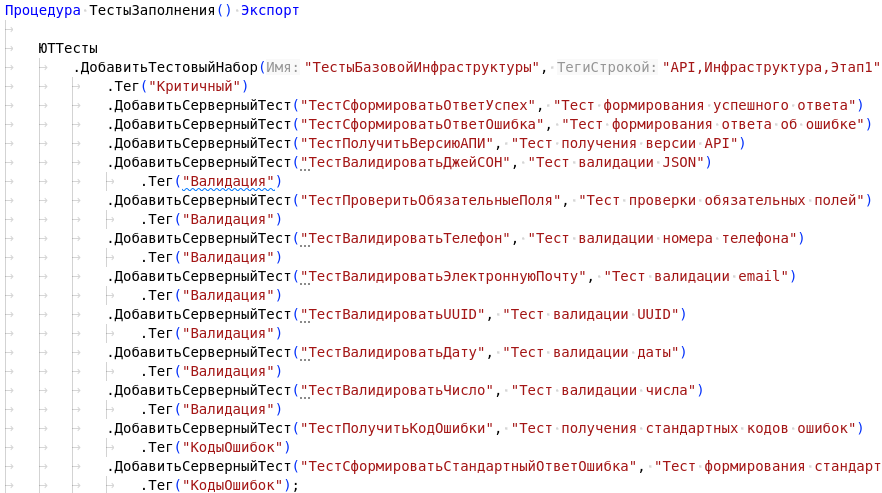 Процедура ТестыЗаполнения() Экспорт
ЮТТесты
.ДобавитьТестовыйНабор(Имя: "ТестыБазовойИнфраструктуры", ТегиСтрокой: "API,Инфраструктура,Этап1"
.Тег("Критичный")
.ДобавитьСерверныйТест("ТестСформироватьОтветУспех", "Тест формирования успешного ответа")
.ДобавитьСерверныйТест("ТестСформироватьОтветОшибка", "Тест формирования ответа об ошибке")
.ДобавитьСерверныйТест("ТестПолучитьВерсиюАПИ", "Тест получения версии API")
.ДобавитьСерверныйТест("ТестВалидироватьДжейСОН", "Тест валидации JSON")
.Тег("Валидация")
.ДобавитьСерверныйТест("ТестПроверитьОбязательныеПоля", "Тест проверки обязательных полей")
.Тег("Валидация")
.ДобавитьСерверныйТест("ТестВалидироватьТелефон", "Тест валидации номера телефона")
.Тег("Валидация")
.ДобавитьСерверныйТест("ТестВалидироватьЭлектроннуюПочту", "Тест валидации email")
.Тег("Валидация")
.ДобавитьСерверныйТест("ТестВалидироватьUUID", "Тест валидации UUID")
.Тег("Валидация")
.ДобавитьСерверныйТест("ТестВалидироватьДату", "Тест валидации даты")
.Тег("Валидация")
.ДобавитьСерверныйТест("ТестВалидироватьЧисло", "Тест валидации числа")
.Тег("Валидация")
.ДобавитьСерверныйТест("ТестПолучитьКодОшибки", "Тест получения стандартных кодов ошибок")
.Тег("КодыОшибок")
.ДобавитьСерверныйТест("ТестСформироватьСтандартныйОтветОшибка", "Тест формирования стандарт
.Тег("КодыОшибок");